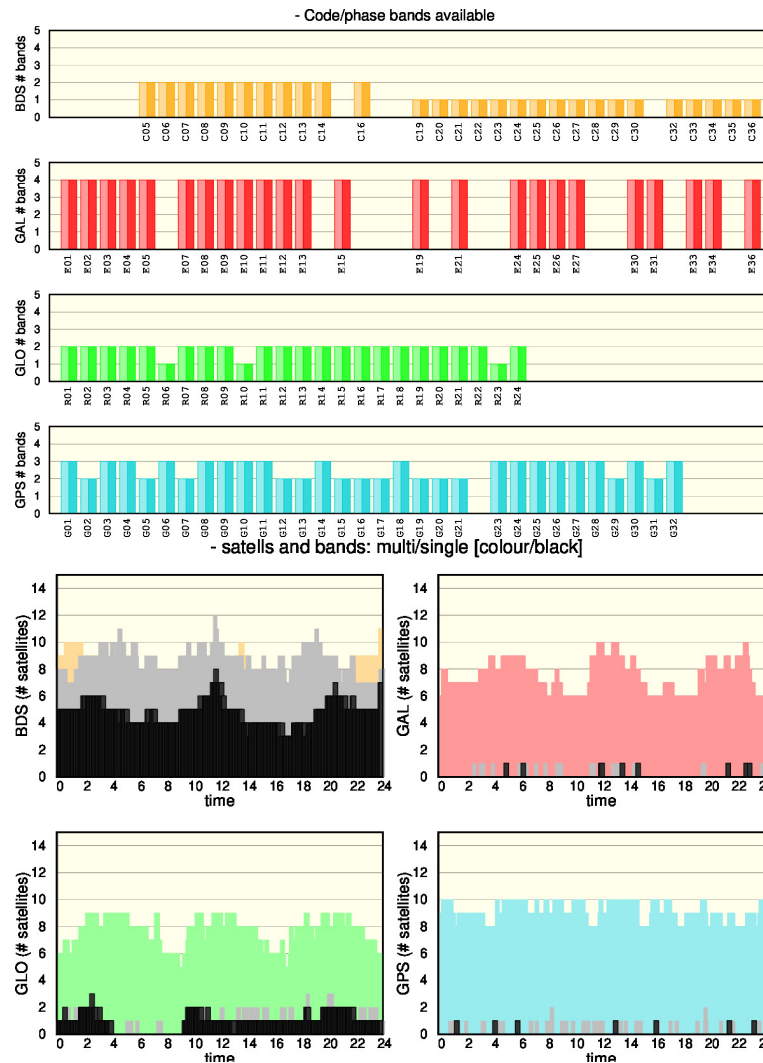 - Code/phase bands available
BDS # bands
5
4
3
2
1
0
C05 C06 C07 C08 C09 C10 C11 C12 C13 C14 C16 C19 C20 C21 C22 C23 C24 C25 C26 C27 C28 C29 C30 C32 C33 C34 C35 C36
GAL # bands
5
4
3
2
1
0
E01 E02 E03 E04 E05 E07 E08 E09 E10 E11 E12 E13 E15 E19 E21 E24 E25 E26 E27 E30 E31 E33 E34 E36
GLO # bands
5
4
3
2
1
0
R01 R02 R03 R04 R05 R06 R07 R08 R09 R10 R11 R12 R13 R14 R15 R16 R17 R18 R19 R20 R21 R22 R23 R24
GPS # bands
5
4
3
2
1
0
G01 G02 G03 G04 G05 G06 G07 G08 G09 G10 G11 G12 G13 G14 G15 G16 G17 G18 G19 G20 G21 G23 G24 G25 G26 G27 G28 G29 G30 G31 G32
- satells and bands: multi/single [colour/black]
BDS (# satellites)
14
12
10
8
6
4
2
0
0 2 4 6 8 10 12 14 16 18 20 22 24
time
GAL (# satellites)
14
12
10
8
6
4
2
0
0 2 4 6 8 10 12 14 16 18 20 22 24
time
GLO (# satellites)
14
12
10
8
6
4
2
0
0 2 4 6 8 10 12 14 16 18 20 22 24
time
GPS (# satellites)
14
12
10
8
6
4
2
0
0 2 4 6 8 10 12 14 16 18 20 22 24
time